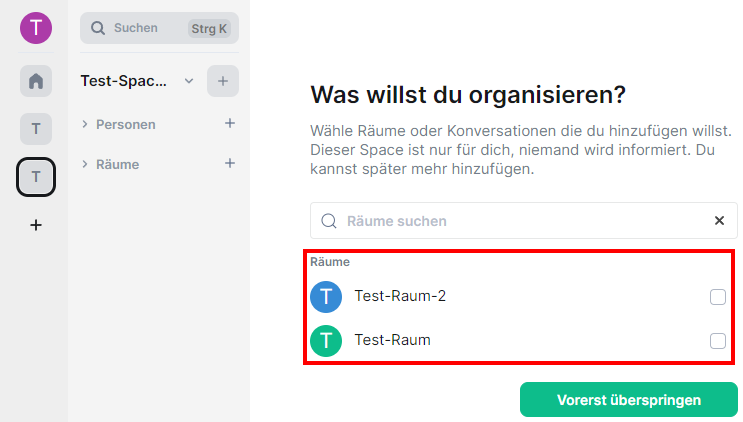 T
Suchen Strg K
Test-Spac...
T
Personen
T
Räume
Was willst du organisieren?
Wähle Räume oder Konversationen die du hinzufügen willst.
Dieser Space ist nur für dich, niemand wird informiert. Du
kannst später mehr hinzufügen.
Räume suchen
Räume
T Test-Raum-2
T Test-Raum
Vorerst überspringen